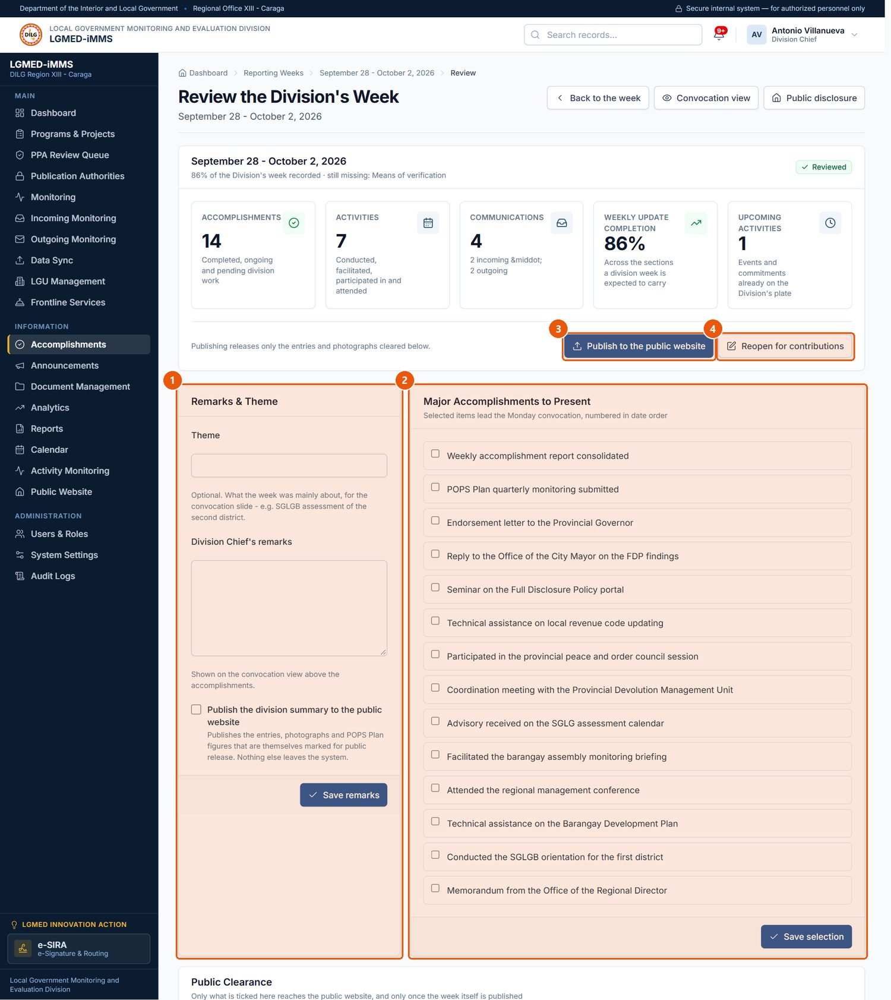 Department of the Interior and Local Government • Regional Office XIII - Caraga
Secure internal system — for authorized personnel only
DILG
LOCAL GOVERNMENT MONITORING AND EVALUATION DIVISION
LGMED-iMMS
Search records...
9+
AV
Antonio Villanueva
Division Chief
LGMED-iMMS
DILG Region XIII - Caraga
MAIN
Dashboard
Programs & Projects
PPA Review Queue
Publication Authorities
Monitoring
Incoming Monitoring
Outgoing Monitoring
Data Sync
LGU Management
Frontline Services
INFORMATION
Accomplishments
Announcements
Document Management
Analytics
Reports
Calendar
Activity Monitoring
Public Website
ADMINISTRATION
Users & Roles
System Settings
Audit Logs
LGMED INNOVATION ACTION
e-SIRA
e-Signature & Routing
Local Government Monitoring and
Evaluation Division
Dashboard > Reporting Weeks > September 28 - October 2, 2026 > Review
Review the Division's Week
September 28 - October 2, 2026
Back to the week
Convocation view
Public disclosure
September 28 - October 2, 2026
86% of the Division's week recorded · still missing: Means of verification
Reviewed
ACCOMPLISHMENTS
14
Completed, ongoing
and pending division
work
ACTIVITIES
7
Conducted,
facilitated,
participated in and
attended
COMMUNICATIONS
4
2 incoming &middot;
2 outgoing
WEEKLY UPDATE
COMPLETION
86%
Across the sections
a division week is
expected to carry
UPCOMING
ACTIVITIES
1
Events and
commitments
already on the
Division's plate
Publishing releases only the entries and photographs cleared below.
3
Publish to the public website
4
Reopen for contributions
1
Remarks & Theme
Theme
Optional. What the week was mainly about, for the
convocation slide - e.g. SGLGB assessment of the
second district.
Division Chief's remarks
Shown on the convocation view above the
accomplishments.
Publish the division summary to the public
website
Publishes the entries, photographs and POPS Plan
figures that are themselves marked for public
release. Nothing else leaves the system.
Save remarks
2
Major Accomplishments to Present
Selected items lead the Monday convocation, numbered in date order
Weekly accomplishment report consolidated
POPS Plan quarterly monitoring submitted
Endorsement letter to the Provincial Governor
Reply to the Office of the City Mayor on the FDP findings
Seminar on the Full Disclosure Policy portal
Technical assistance on local revenue code updating
Participated in the provincial peace and order council session
Coordination meeting with the Provincial Devolution Management Unit
Advisory received on the SGLG assessment calendar
Facilitated the barangay assembly monitoring briefing
Attended the regional management conference
Technical assistance on the Barangay Development Plan
Conducted the SGLGB orientation for the first district
Memorandum from the Office of the Regional Director
Save selection
Public Clearance
Only what is ticked here reaches the public website, and only once the week itself is published